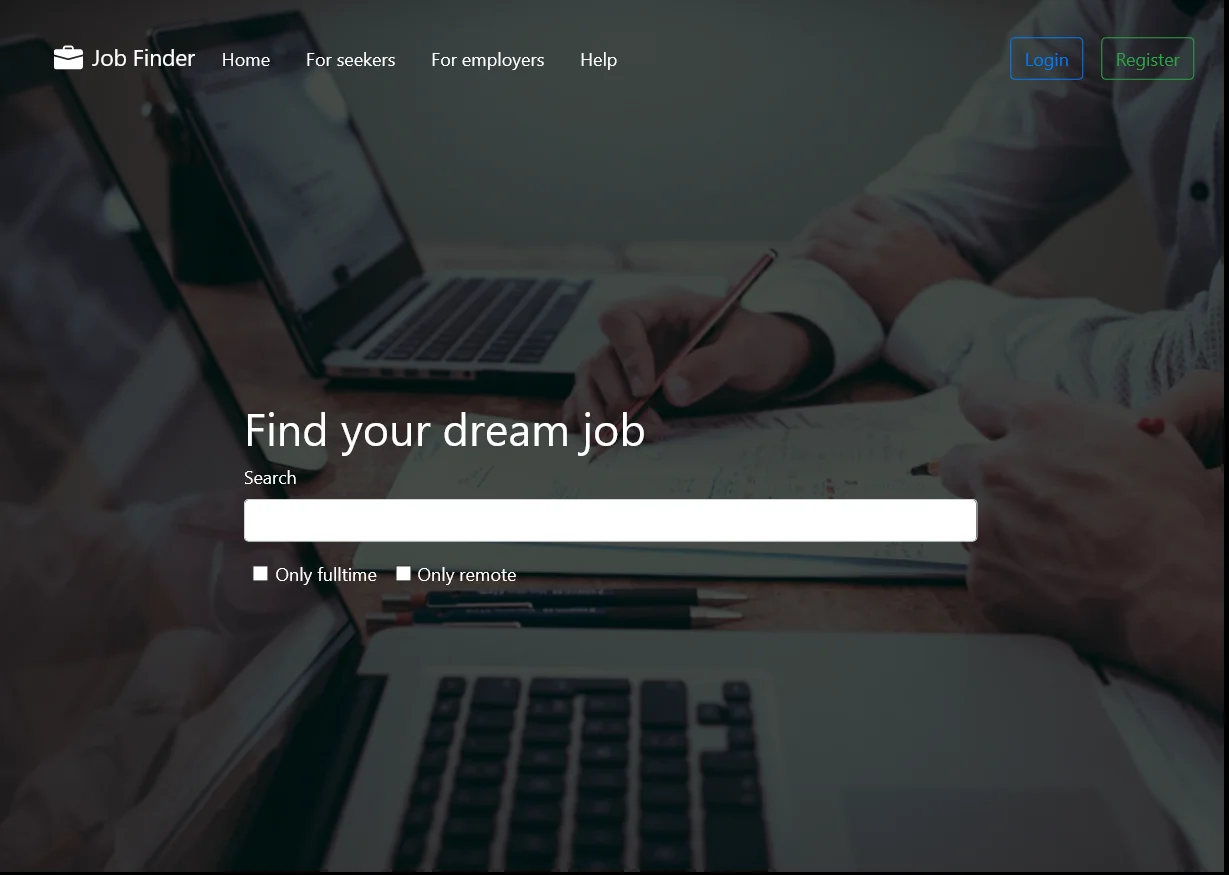 Job Finder Home For seekers For employers Help Login Register
Find your dream job
Search
Only fulltime Only remote